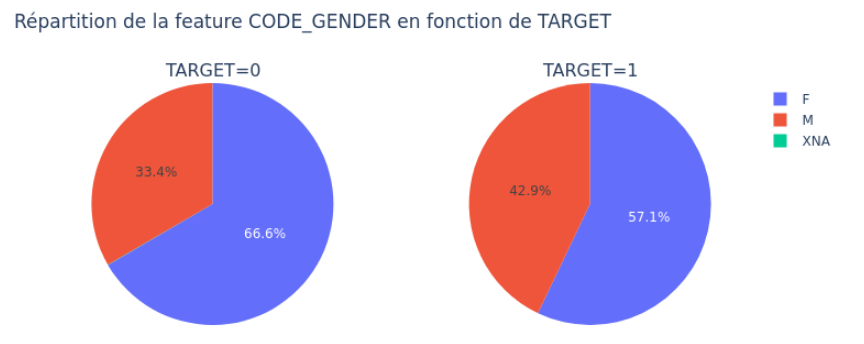 Répartition de la feature CODE_GENDER en fonction de TARGET
TARGET=0
TARGET=1
F
M
XNA
33.4%
66.6%
42.9%
57.1%